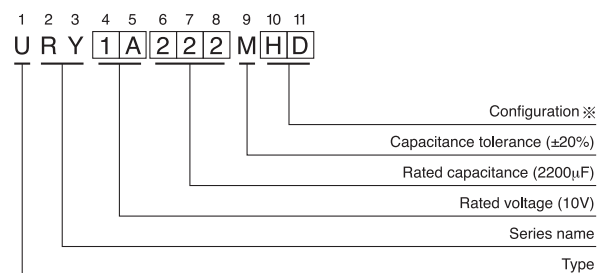 1 2 3 4 5 6 7 8 9 10 11
U R Y 1 A 2 2 2 M H D
Configuration ※
Capacitance tolerance (±20%)
Rated capacitance (2200µF)
Rated voltage (10V)
Series name
Type